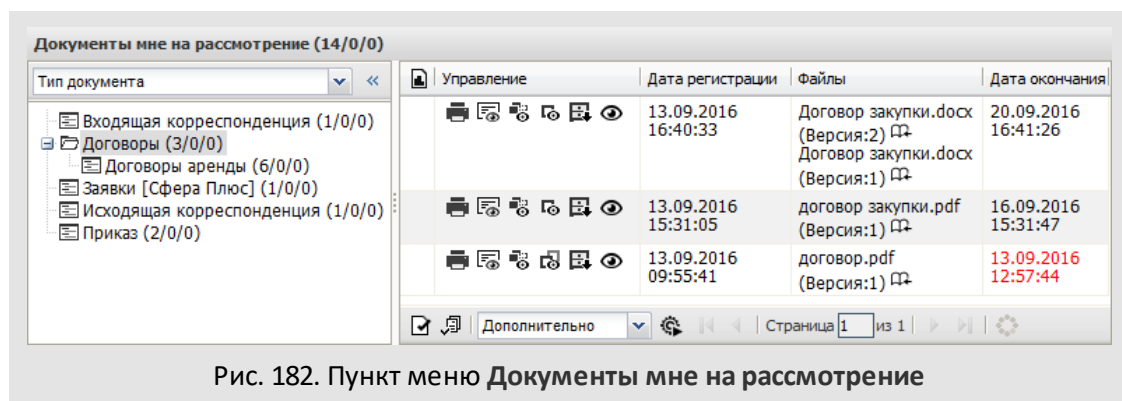 Документы мне на рассмотрение (14/0/0)
Тип документа
Входящая корреспонденция (1/0/0)
Договоры (3/0/0)
Договоры аренды (6/0/0)
Заявки [Сфера Плюс] (1/0/0)
Исходящая корреспонденция (1/0/0)
Приказ (2/0/0)
Управление Дата регистрации Файлы Дата окончания
13.09.2016 Договор закупки.docx 20.09.2016
16:40:33 (Версия:2) 16:41:26
Договор закупки.docx
(Версия:1)
13.09.2016 договор закупки.pdf 16.09.2016
15:31:05 (Версия:1) 15:31:47
13.09.2016 договор.pdf 13.09.2016
09:55:41 (Версия:1) 12:57:44
Дополнительно Страница 1 из 1
Рис. 182. Пункт меню Документы мне на рассмотрение